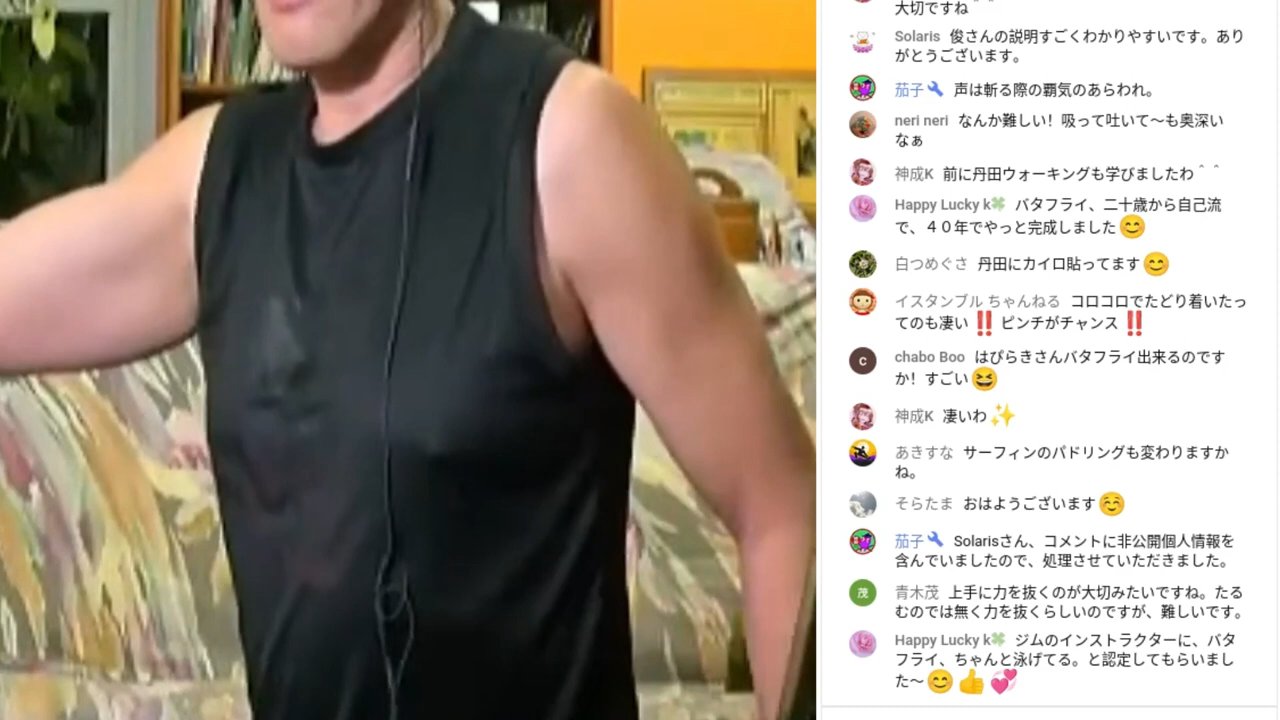 大切ですね＾＾
Solaris 俊さんの説明すごくわかりやすいです。あり
がとうございます。
茄子 声は斬る際の覇気のあらわれ。
neri neri なんか難しい！吸って吐いて〜も奥深い
なぁ
神成K 前に丹田ウォーキングも学びましたわ＾＾
Happy Lucky k🍀 バタフライ、二十歳から自己流
で、４０年でやっと完成しました😊
白つめぐさ 丹田にカイロ貼ってます😊
イスタンブル ちゃんねる コロコロでたどり着いたっ
てのも凄い‼️ ピンチがチャンス‼️
C
chabo Boo はぴらきさんバタフライ出来るのです
か！すごい😆
神成K 凄いわ✨
あきすな サーフィンのパドリングも変わりますか
ね。
そらたま おはようございます☺️
茄子 Solarisさん、コメントに非公開個人情報を
含んでいましたので、処理させていただきました。
茂
青木茂 上手に力を抜くのが大切みたいですね。たる
むのでは無く力を抜くらしいのですが、難しいです。
Happy Lucky k🍀 ジムのインストラクターに、バタ
フライ、ちゃんと泳げてる。と認定してもらいまし
た〜😊👍💞